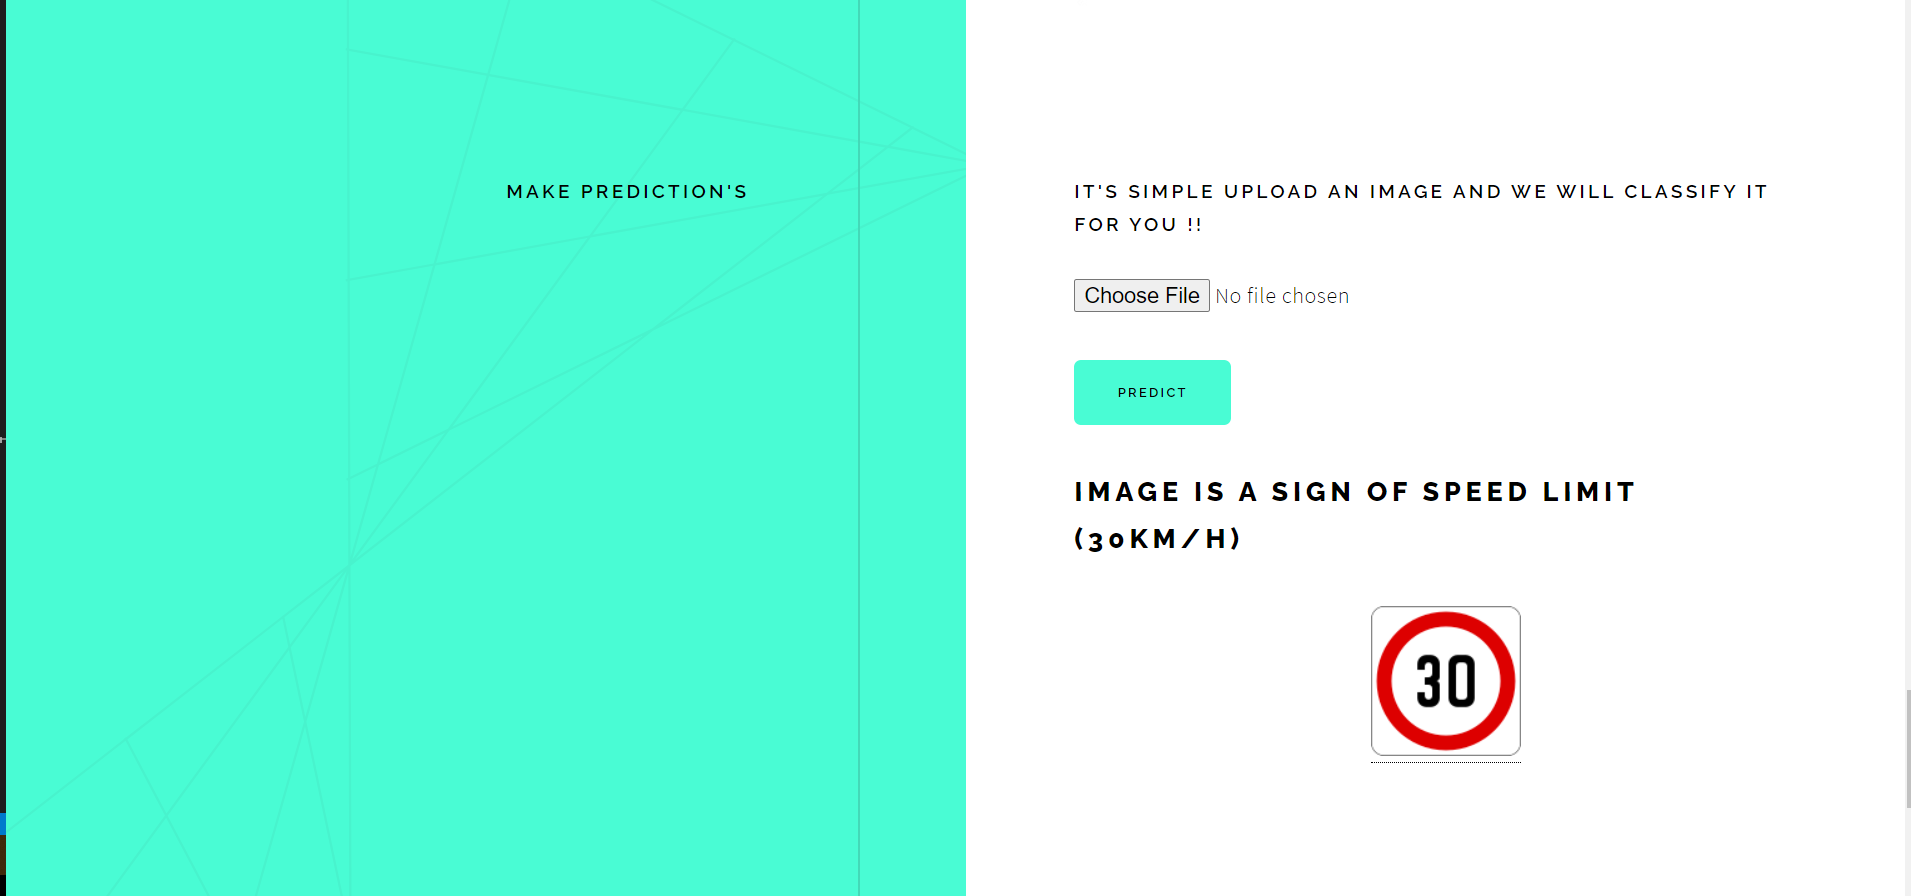 MAKE PREDICTION'S
IT'S SIMPLE UPLOAD AN IMAGE AND WE WILL CLASSIFY IT
FOR YOU !!
Choose File No file chosen
PREDICT
IMAGE IS A SIGN OF SPEED LIMIT
(30KM/H)
30